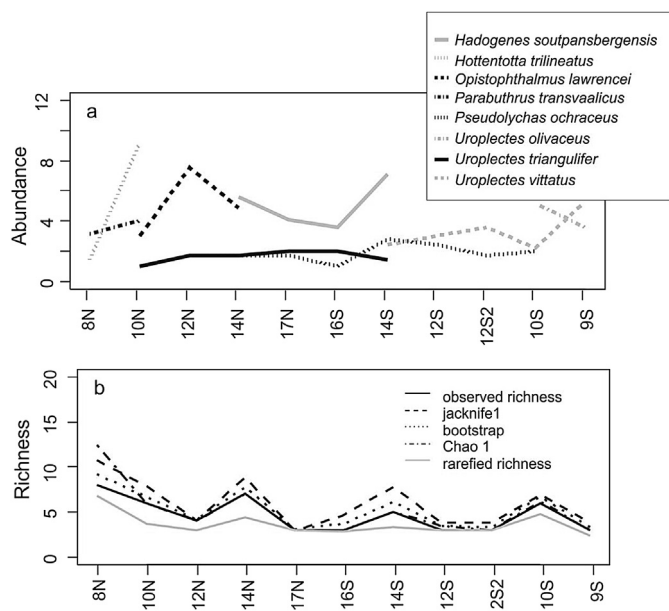 Hadogenes soutpansbergensis
Hottentotta trilineatus
Opistophthalmus lawrencei
Parabuthrus transvaalicus
Pseudolychas ochraceus
Uroplectes olivaceus
Uroplectes triangulifer
Uroplectes vittatus
a
Abundance
12
8
4
0
8N 10N 12N 14N 17N 16S 14S 12S 12S2 10S 9S
b
Richness
20
15
10
5
0
observed richness
jacknife1
bootstrap
Chao 1
rarefied richness
8N 10N 12N 14N 17N 16S 14S 12S 2S2 10S 9S